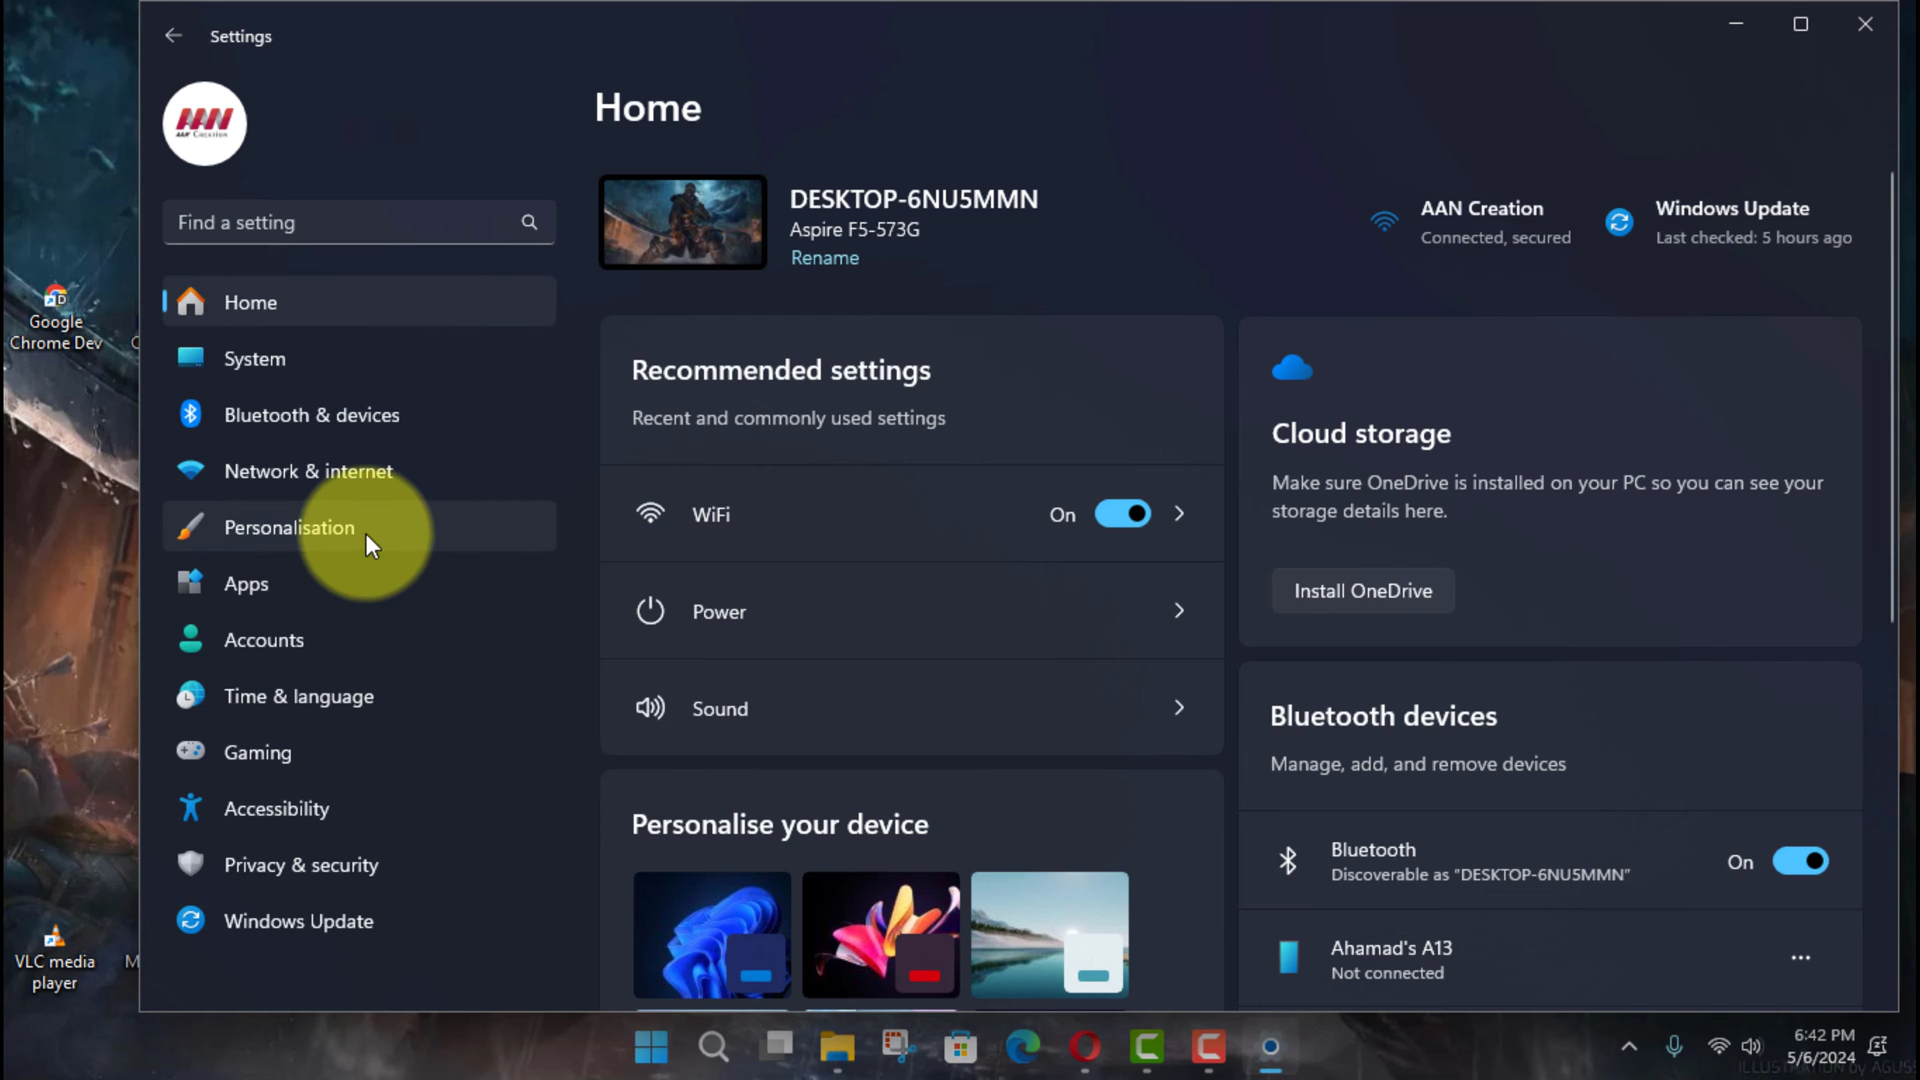 Settings
AAN
AAN Creation
Find a setting
Home
System
Bluetooth & devices
Network & internet
Personalisation
Apps
Accounts
Time & language
Gaming
Accessibility
Privacy & security
Windows Update
Home
DESKTOP-6NU5MMN
Aspire F5-573G
Rename
AAN Creation
Connected, secured
Windows Update
Last checked: 5 hours ago
Recommended settings
Recent and commonly used settings
WiFi
On
Power
Sound
Personalise your device
Cloud storage
Make sure OneDrive is installed on your PC so you can see your
storage details here.
Install OneDrive
Bluetooth devices
Manage, add, and remove devices
Bluetooth
Discoverable as "DESKTOP-6NU5MMN"
On
Ahamad's A13
Not connected
Google
Chrome Dev
VLC media
player
M
6:42 PM
5/6/2024
ILLUSTRATION by